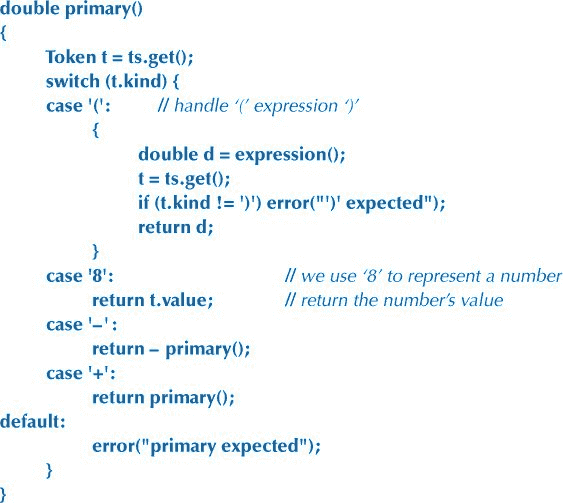 double primary()
{
Token t = ts.get();
switch (t.kind) {
case '(': // handle ‘(’ expression ‘)’
{
double d = expression();
t = ts.get();
if (t.kind != ')') error("')' expected");
return d;
}
case '8': // we use ‘8’ to represent a number
return t.value; // return the number’s value
case '–':
return – primary();
case '+':
return primary();
default:
error("primary expected");
}
}